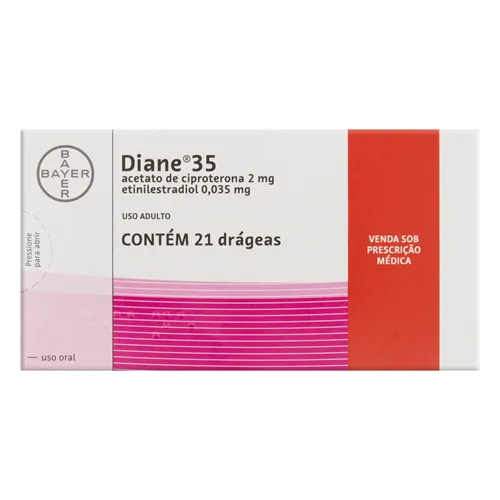 BAYER
BAYER
Diane®35
acetato de ciproterona 2 mg
etinilestradiol 0,035 mg
USO ADULTO
CONTÉM 21 drágeas
VENDA SOB
PRESCRIÇÃO
MÉDICA
Pressione
para abrir
uso oral